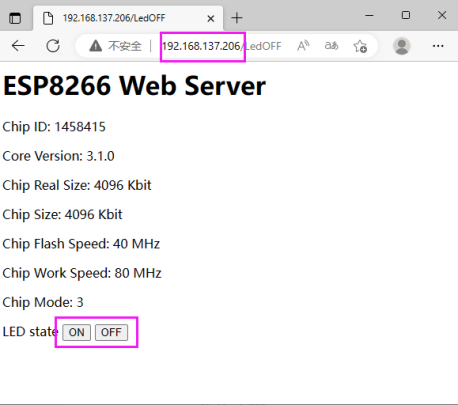 192.168.137.206/LedOFF
不安全 | 192.168.137.206/LedOFF
ESP8266 Web Server
Chip ID: 1458415
Core Version: 3.1.0
Chip Real Size: 4096 Kbit
Chip Size: 4096 Kbit
Chip Flash Speed: 40 MHz
Chip Work Speed: 80 MHz
Chip Mode: 3
LED state ON OFF